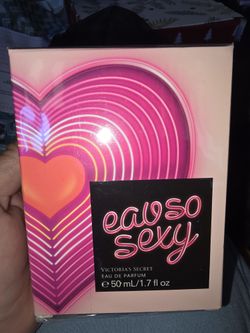 eau so
sexy
VICTORIA'S SECRET
EAU DE PARFUM
℮ 50 mL/1.7 fl oz